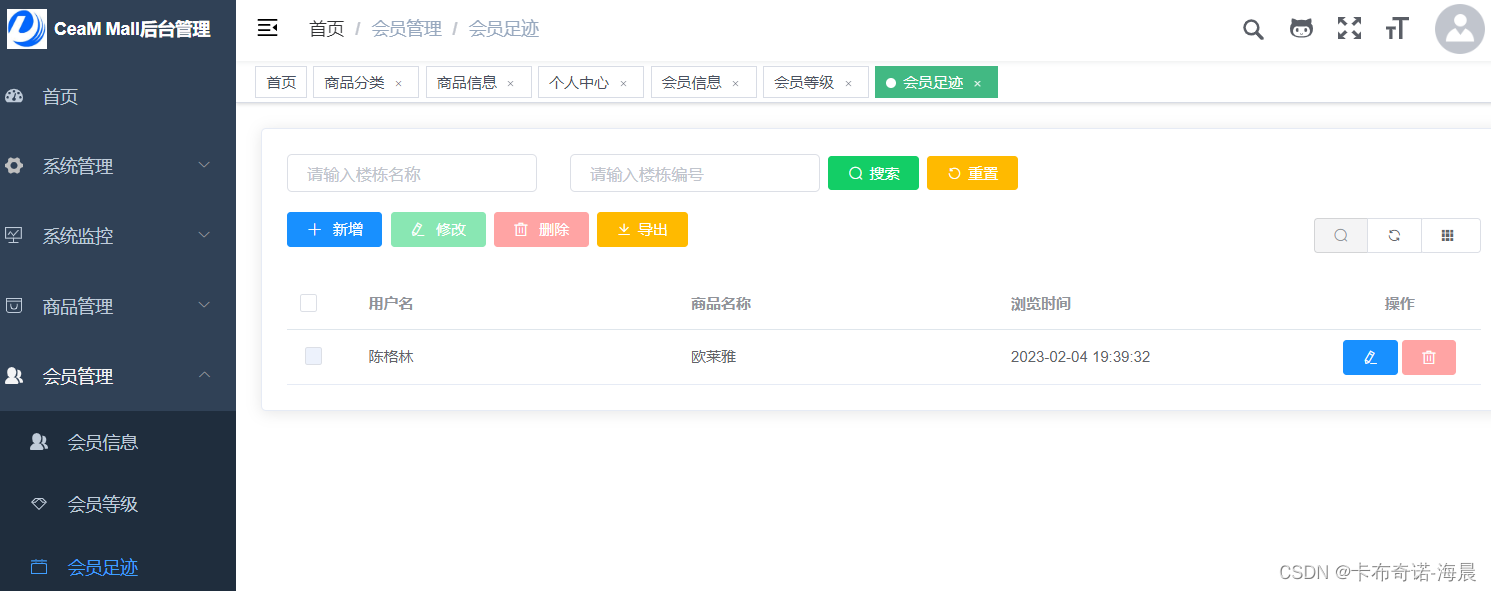 CeaM Mall后台管理
首页 / 会员管理 / 会员足迹
首页 商品分类 × 商品信息 × 个人中心 × 会员信息 × 会员等级 × 会员足迹 ×
首页
系统管理
系统监控
商品管理
会员管理
会员信息
会员等级
会员足迹
请输入楼栋名称 请输入楼栋编号 搜索 重置
新增 修改 删除 导出
用户名 商品名称 浏览时间 操作
陈格林 欧莱雅 2023-02-04 19:39:32
CSDN @卡布奇诺-海晨